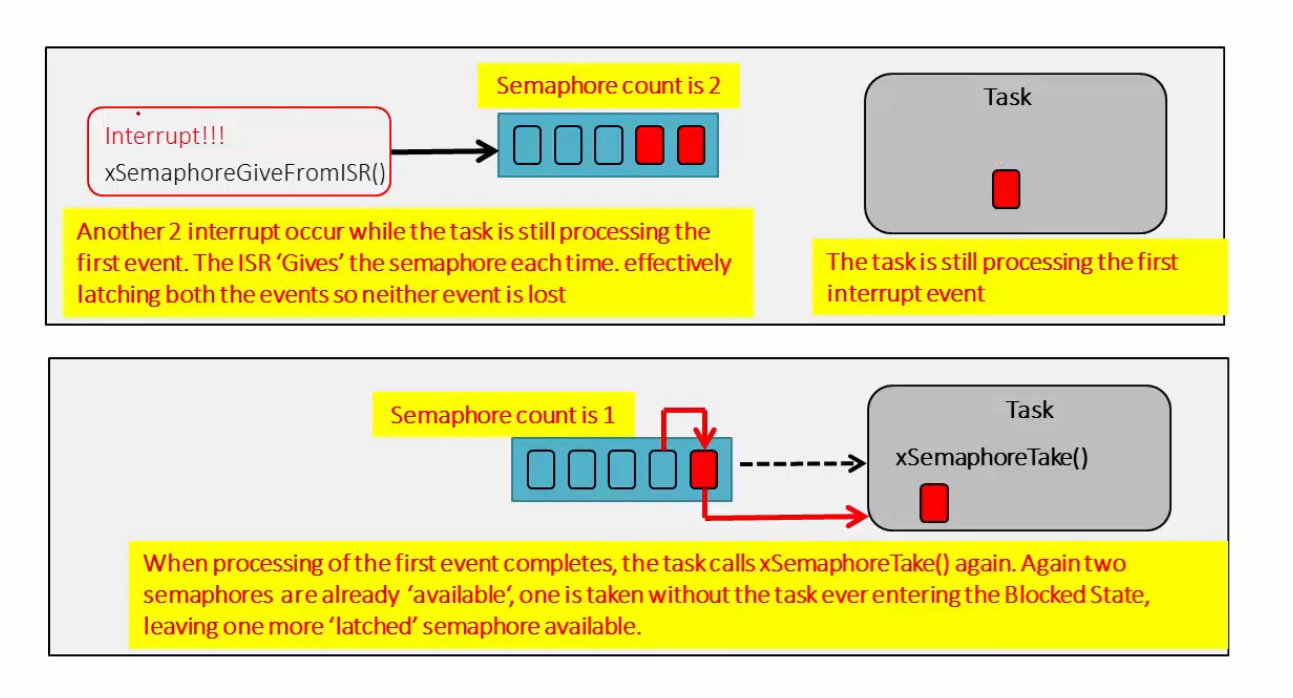 Semaphore count is 2
Task
Interrupt!!!
xSemaphoreGiveFromISR()
Another 2 interrupt occur while the task is still processing the
first event. The ISR ‘Gives’ the semaphore each time. effectively
latching both the events so neither event is lost
The task is still processing the first
interrupt event
Semaphore count is 1
Task
xSemaphoreTake()
When processing of the first event completes, the task calls xSemaphoreTake() again. Again two
semaphores are already ‘available‘, one is taken without the task ever entering the Blocked State,
leaving one more ‘latched’ semaphore available.